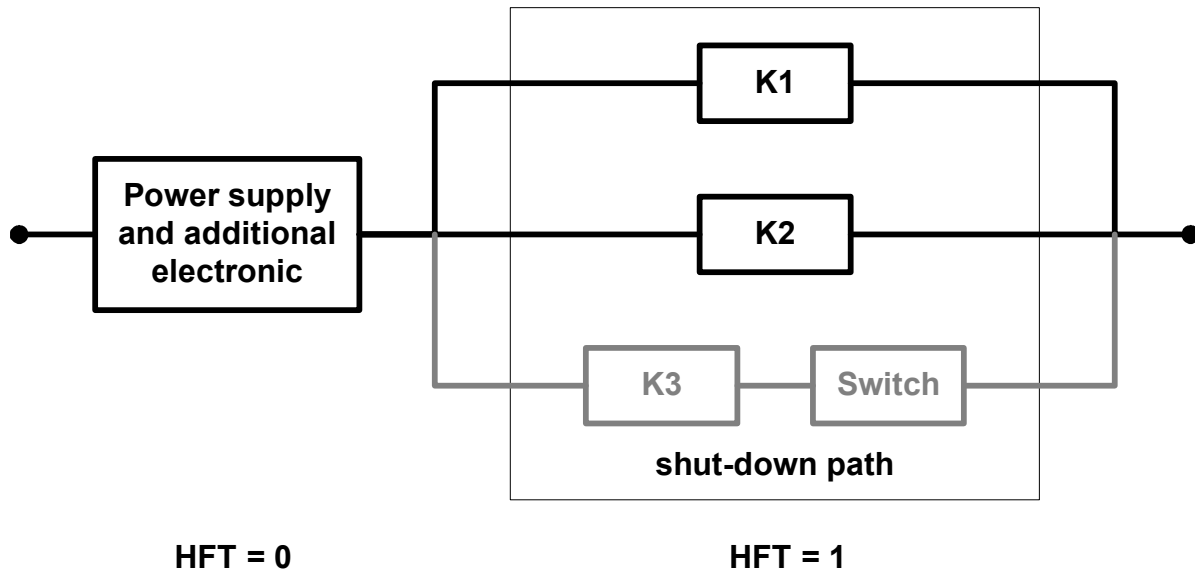 K1
Power supply
and additional
electronic
K2
K3
Switch
shut-down path
HFT = 0
HFT = 1